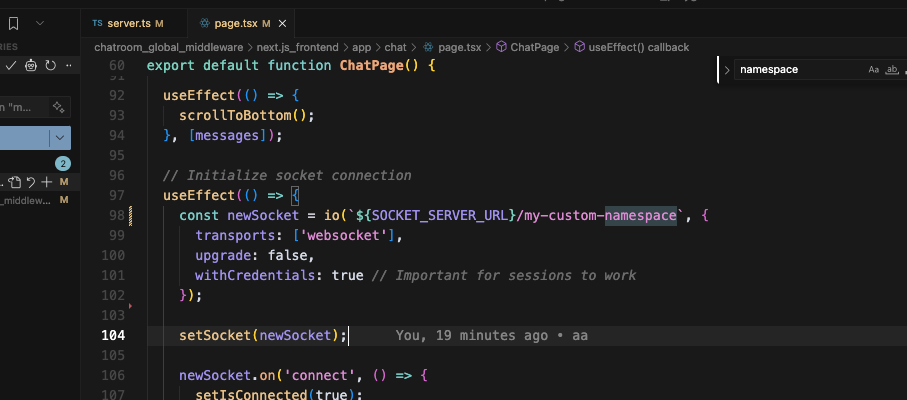 TS server.ts M page.tsx M ×
RIES
chatroom_global_middleware > next.js_frontend > app > chat > page.tsx > ChatPage > useEffect() callback
60 export default function ChatPage() {
namespace Aa ab
91
n "m...
92 useEffect(() => {
93 scrollToBottom();
94 }, [messages]);
95
2
96 // Initialize socket connection
M
97 useEffect(() => {
_middlew... M
98 const newSocket = io(`${SOCKET_SERVER_URL}/my-custom-namespace`, {
99 transports: ['websocket'],
100 upgrade: false,
101 withCredentials: true // Important for sessions to work
102 });
103
104 setSocket(newSocket); You, 19 minutes ago • aa
105
106 newSocket.on('connect', () => {
107 setIsConnected(true);